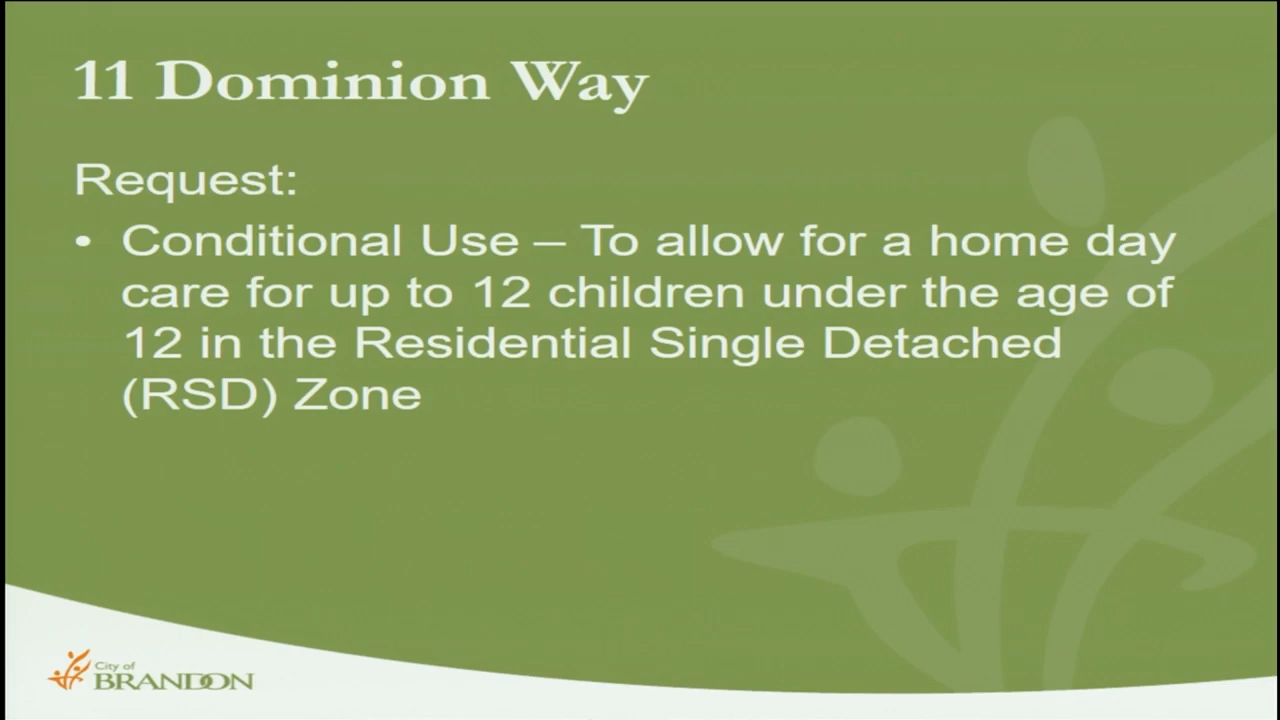 11 Dominion Way
Request:
• Conditional Use – To allow for a home day
care for up to 12 children under the age of
12 in the Residential Single Detached
(RSD) Zone
City of
BRANDON